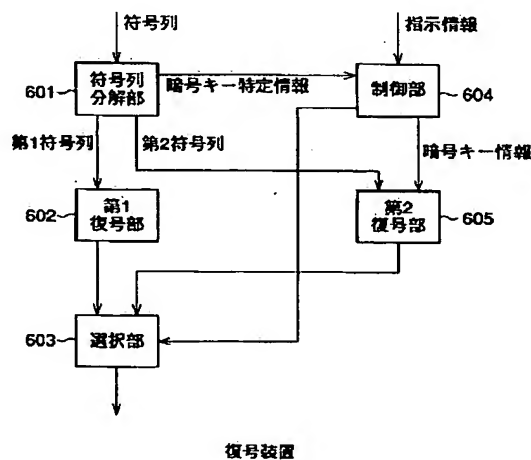 符号列
指示情報
601
符号列
分解部
暗号キー特定情報
制御部
604
第1符号列
第2符号列
暗号キー情報
602
第1
復号部
第2
復号部
605
603
選択部
復号装置